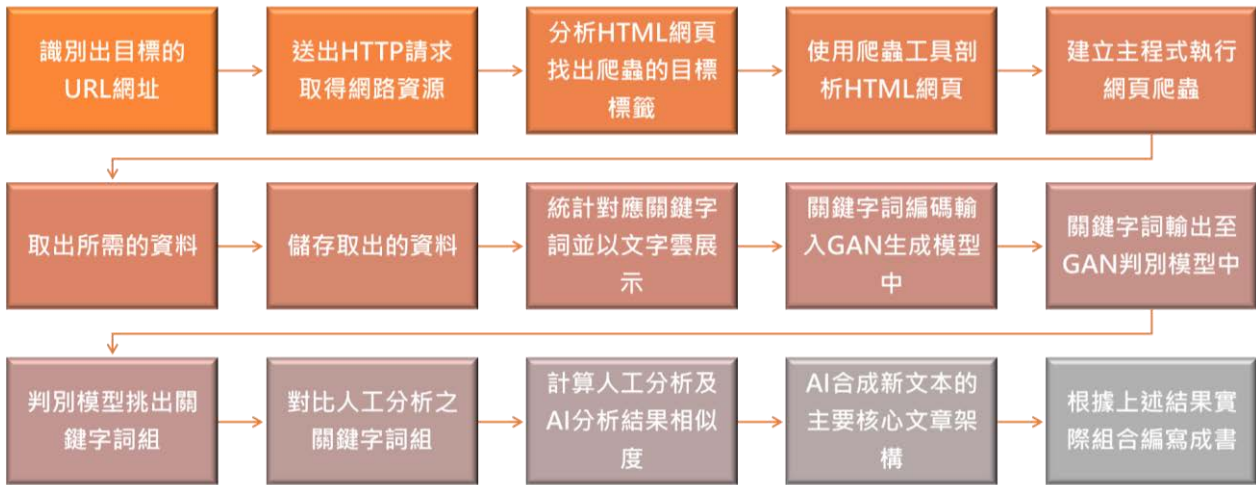 識別出目標的
URL網址
送出HTTP請求
取得網路資源
分析HTML網頁
找出爬蟲的目標
標籤
使用爬蟲工具剖
析HTML網頁
建立主程式執行
網頁爬蟲
取出所需的資料
儲存取出的資料
統計對應關鍵字
詞並以文字雲展
示
關鍵字詞編碼輸
入GAN生成模型
中
關鍵字詞輸出至
GAN判別模型中
判別模型挑出關
鍵字詞組
對比人工分析之
關鍵字詞組
計算人工分析及
AI分析結果相似
度
AI合成新文本的
主要核心文章架
構
根據上述結果實
際組合編寫成書